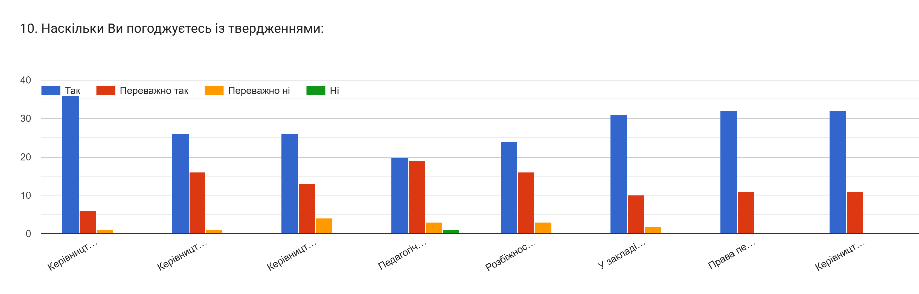 10. Наскільки Ви погоджуєтесь із твердженнями:
40
Так Переважно так Переважно ні Ні
30
20
10
0
Керівницт… Керівницт… Керівницт… Педагогіч… Розбіжнос… У закладі… Права пе… Керівницт…